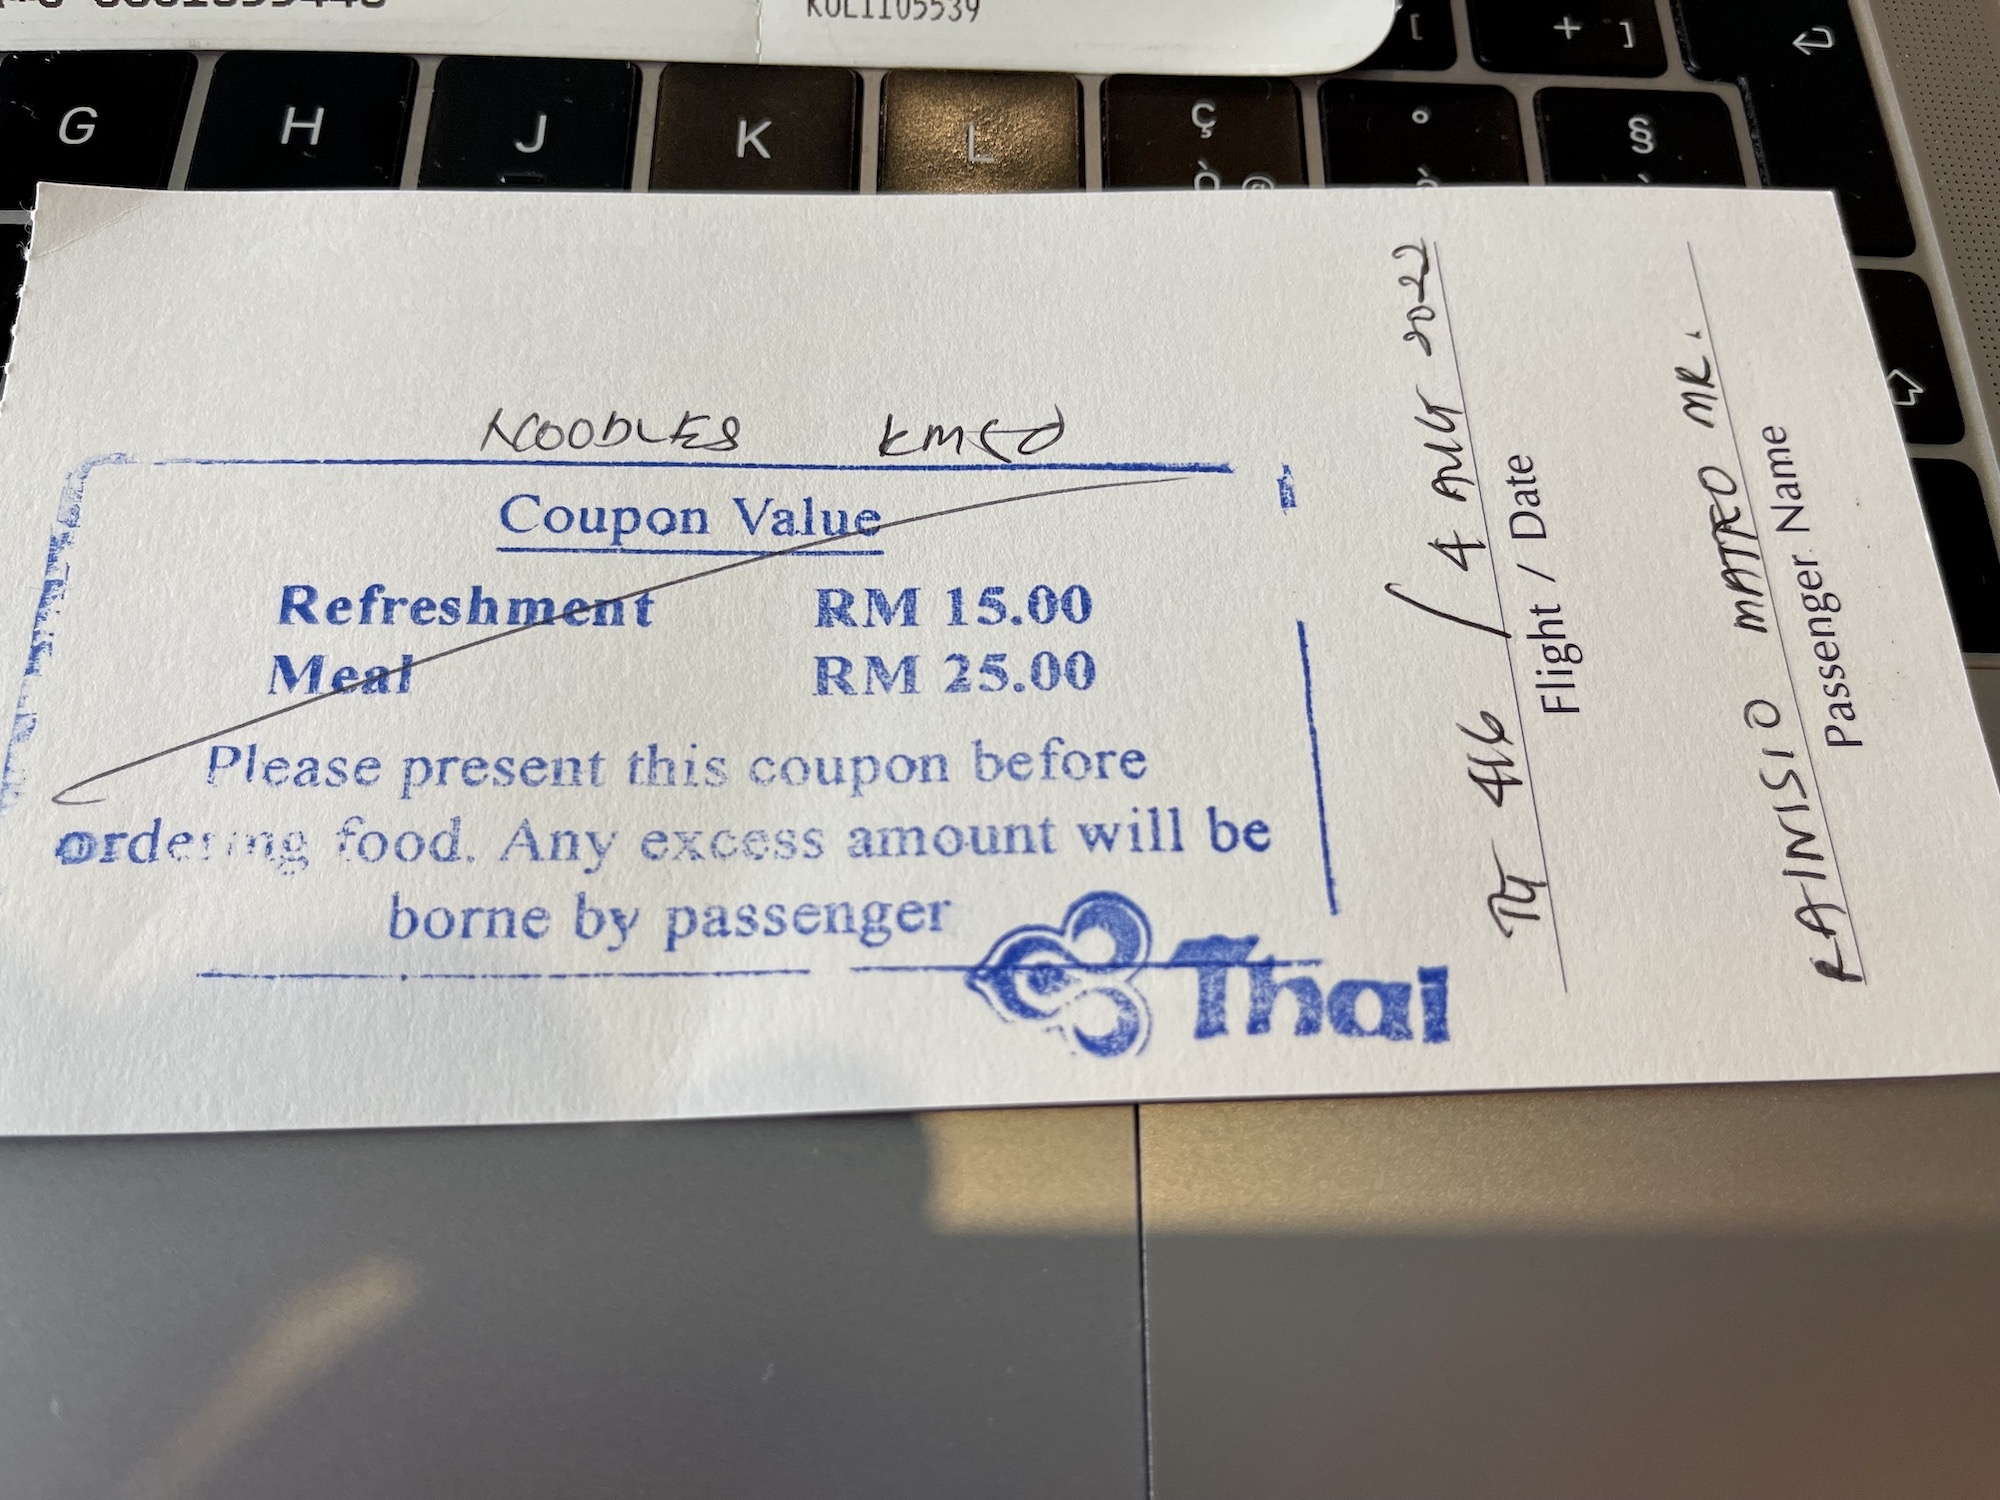 KUL1105539
[
+ ]
G H J K L Ç ° §
Ò @
NOODLES
Coupon Value
Refreshment RM 15.00
Meal RM 25.00
Please present this coupon before
ordering food. Any excess amount will be
borne by passenger
Thai
TG 416 / 4 AUG 2022
Flight / Date
RAINISIO MATTEO MR.
Passenger Name